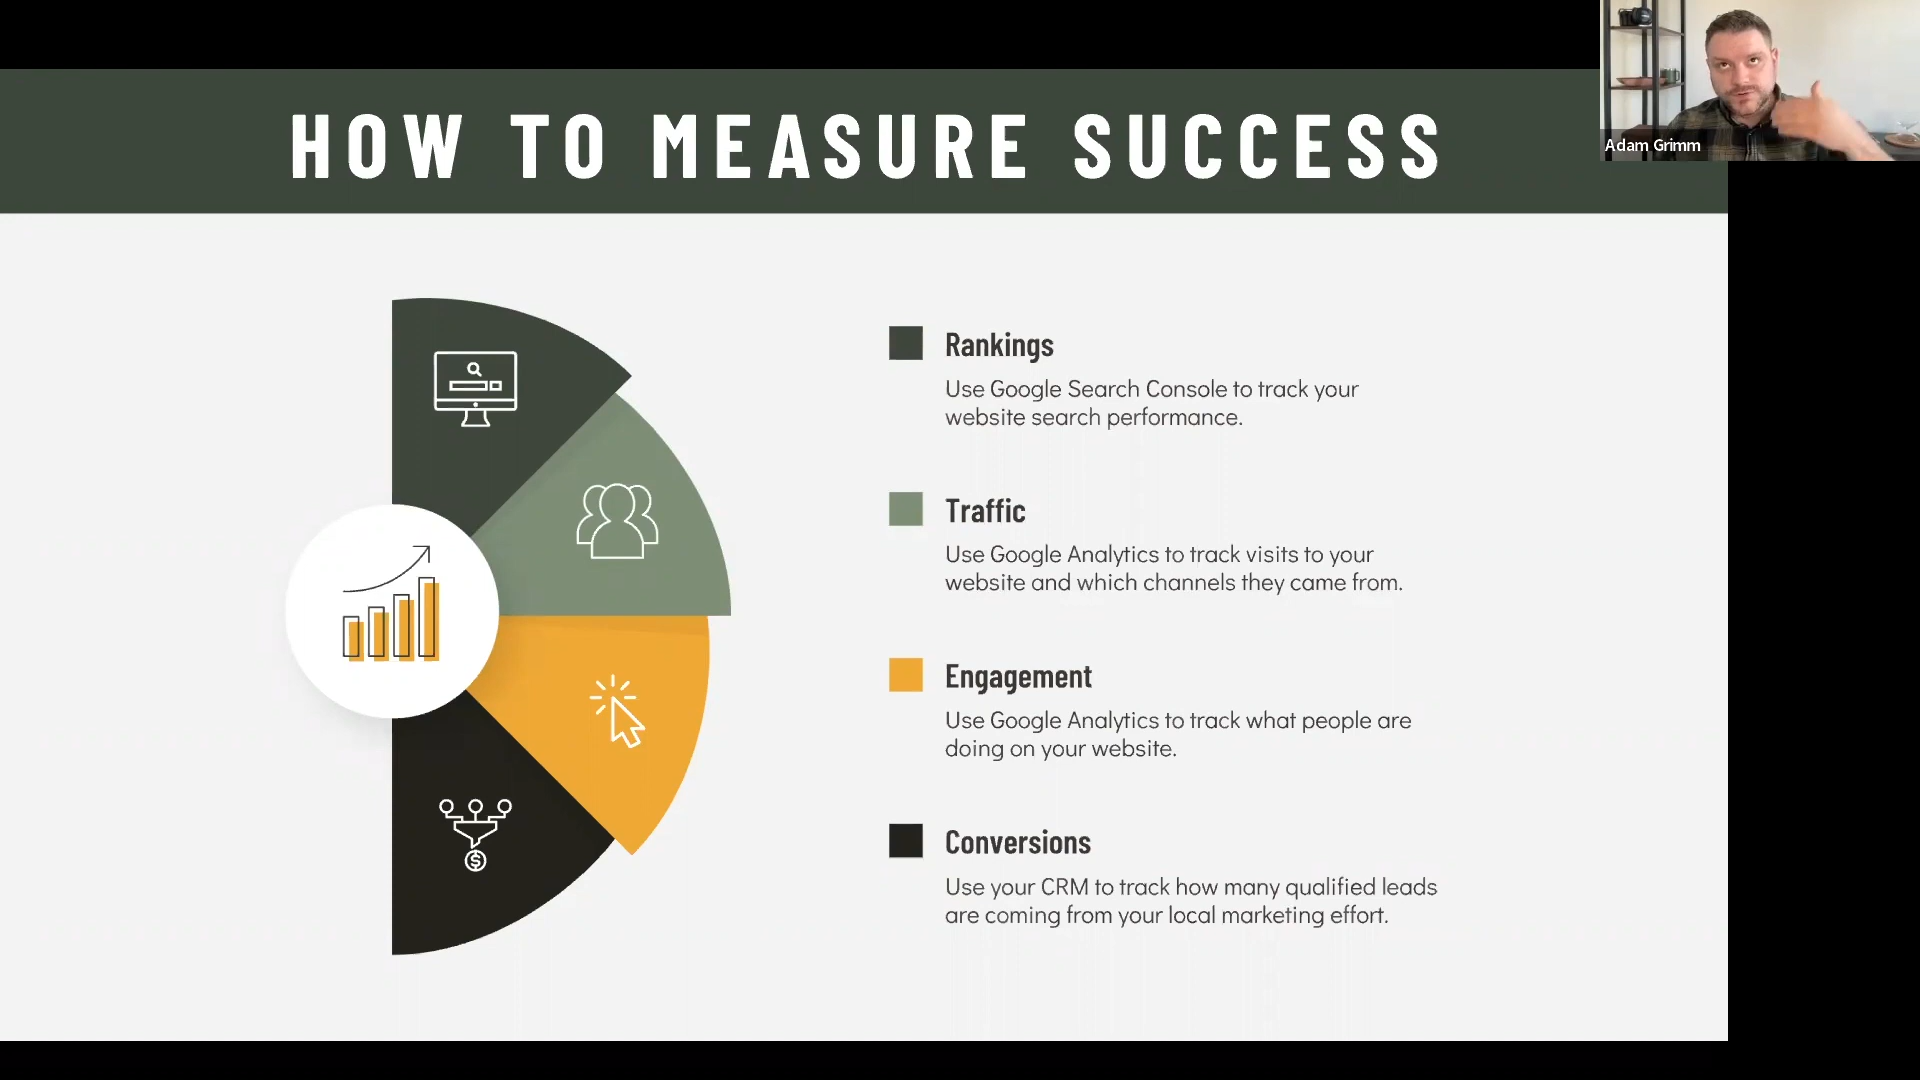 HOW TO MEASURE SUCCESS
Adam Grimm
Rankings
Use Google Search Console to track your
website search performance.
Traffic
Use Google Analytics to track visits to your
website and which channels they came from.
Engagement
Use Google Analytics to track what people are
doing on your website.
$
Conversions
Use your CRM to track how many qualified leads
are coming from your local marketing effort.